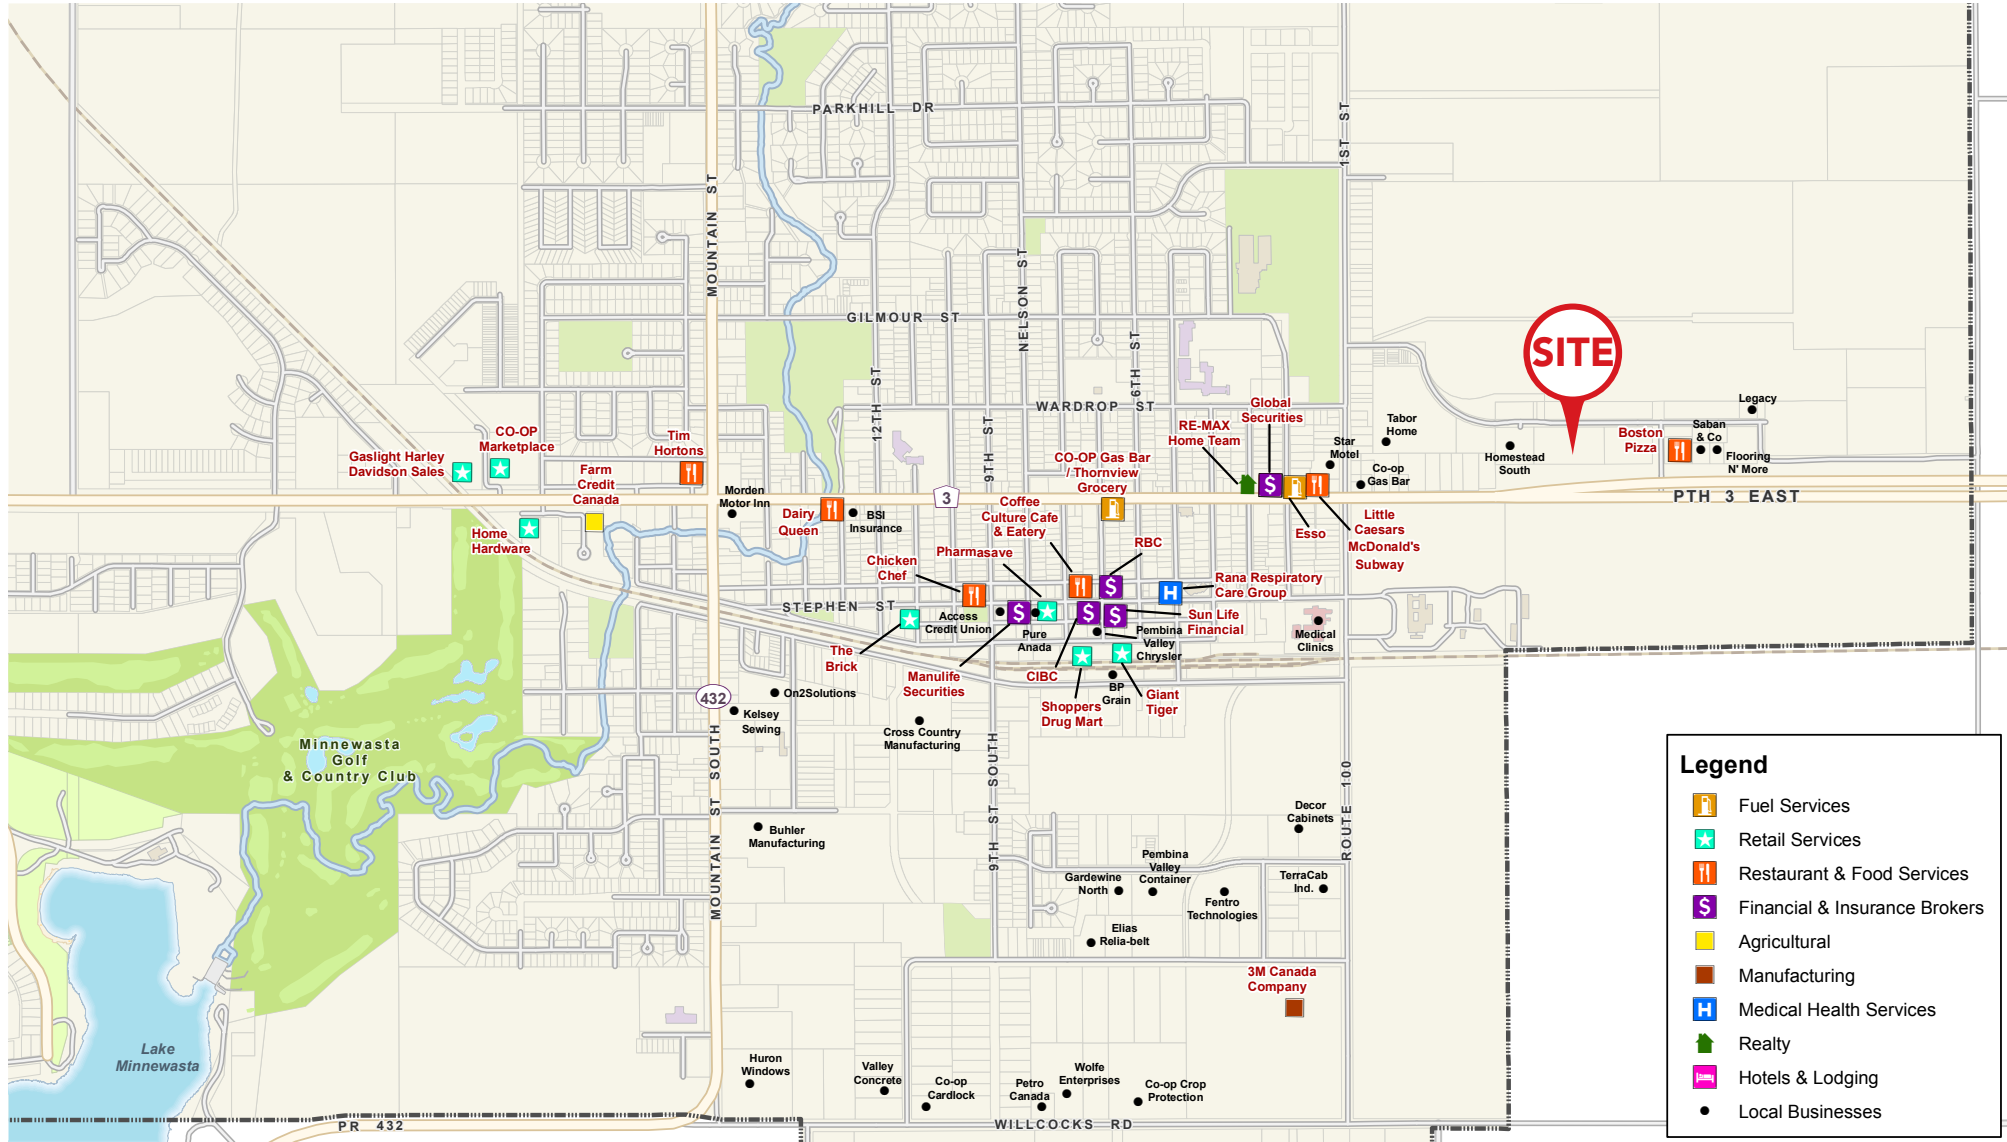 PARKHILL DR
1ST ST
MOUNTAIN ST
NELSON ST
GILMOUR ST
6TH ST
12TH ST
9TH ST
WARDROP ST
SITE
Legacy
Saban
& Co
Flooring
N' More
Boston
Pizza
Homestead
South
Tabor
Home
Star
Motel
Co-op
Gas Bar
Global
Securities
RE-MAX
Home Team
CO-OP Gas Bar
/ Thornview
Grocery
CO-OP
Marketplace
Gaslight Harley
Davidson Sales
Tim
Hortons
Farm
Credit
Canada
Home
Hardware
Morden
Motor Inn
Dairy
Queen
BSI
Insurance
3
PTH 3 EAST
Coffee
Culture Cafe
& Eatery
Esso
Little
Caesars
McDonald's
Subway
RBC
Pharmasave
Chicken
Chef
Rana Respiratory
Care Group
STEPHEN ST
Access
Credit Union
Pure
Anada
Sun Life
Financial
Pembina
Valley
Chrysler
Medical
Clinics
The
Brick
Manulife
Securities
CIBC
Shoppers
Drug Mart
BP
Grain
Giant
Tiger
432
On2Solutions
Kelsey
Sewing
Cross Country
Manufacturing
Minnewasta
Golf
& Country Club
MOUNTAIN ST SOUTH
9TH ST SOUTH
ROUTE 100
Buhler
Manufacturing
Decor
Cabinets
Pembina
Valley
Container
Gardewine
North
TerraCab
Ind.
Fentro
Technologies
Elias
Relia-belt
3M Canada
Company
Lake
Minnewasta
Huron
Windows
Valley
Concrete
Co-op
Cardlock
Petro
Canada
Wolfe
Enterprises
Co-op Crop
Protection
PR 432
WILLCOCKS RD
Legend
Fuel Services
Retail Services
Restaurant & Food Services
$ Financial & Insurance Brokers
Agricultural
Manufacturing
H Medical Health Services
Realty
Hotels & Lodging
Local Businesses